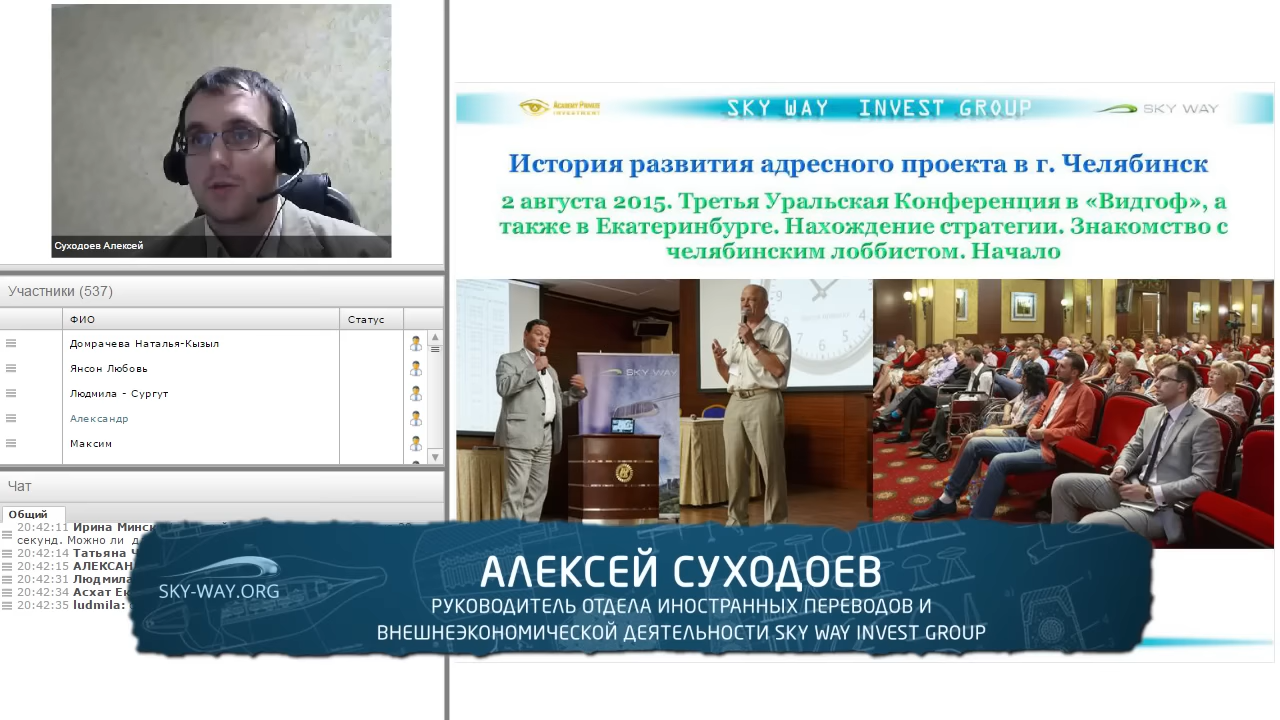 Суходоев Алексей
Участники (537)
ФИО
Статус
Домрачева Наталья-Кызыл
Янсон Любовь
Людмила - Сургут
Александр
Максим
Чат
Общий
20:42:11 Ирина Минск
секунд. Можно ли
20:42:14 Татьяна
20:42:15 АЛЕКСАН
20:42:31 Людмила
20:42:34 Асхат
20:42:35 ludmila:
ACADEMY PRIVATE
INVESTMENT
SKY WAY INVEST GROUP
SKY WAY
История развития адресного проекта в г. Челябинск
2 августа 2015. Третья Уральская Конференция в «Видгоф», а
также в Екатеринбурге. Нахождение стратегии. Знакомство с
челябинским лоббистом. Начало
SKY WAY
SKY-WAY.ORG
АЛЕКСЕЙ СУХОДОЕВ
РУКОВОДИТЕЛЬ ОТДЕЛА ИНОСТРАННЫХ ПЕРЕВОДОВ И
ВНЕШНЕЭКОНОМИЧЕСКОЙ ДЕЯТЕЛЬНОСТИ SKY WAY INVEST GROUP